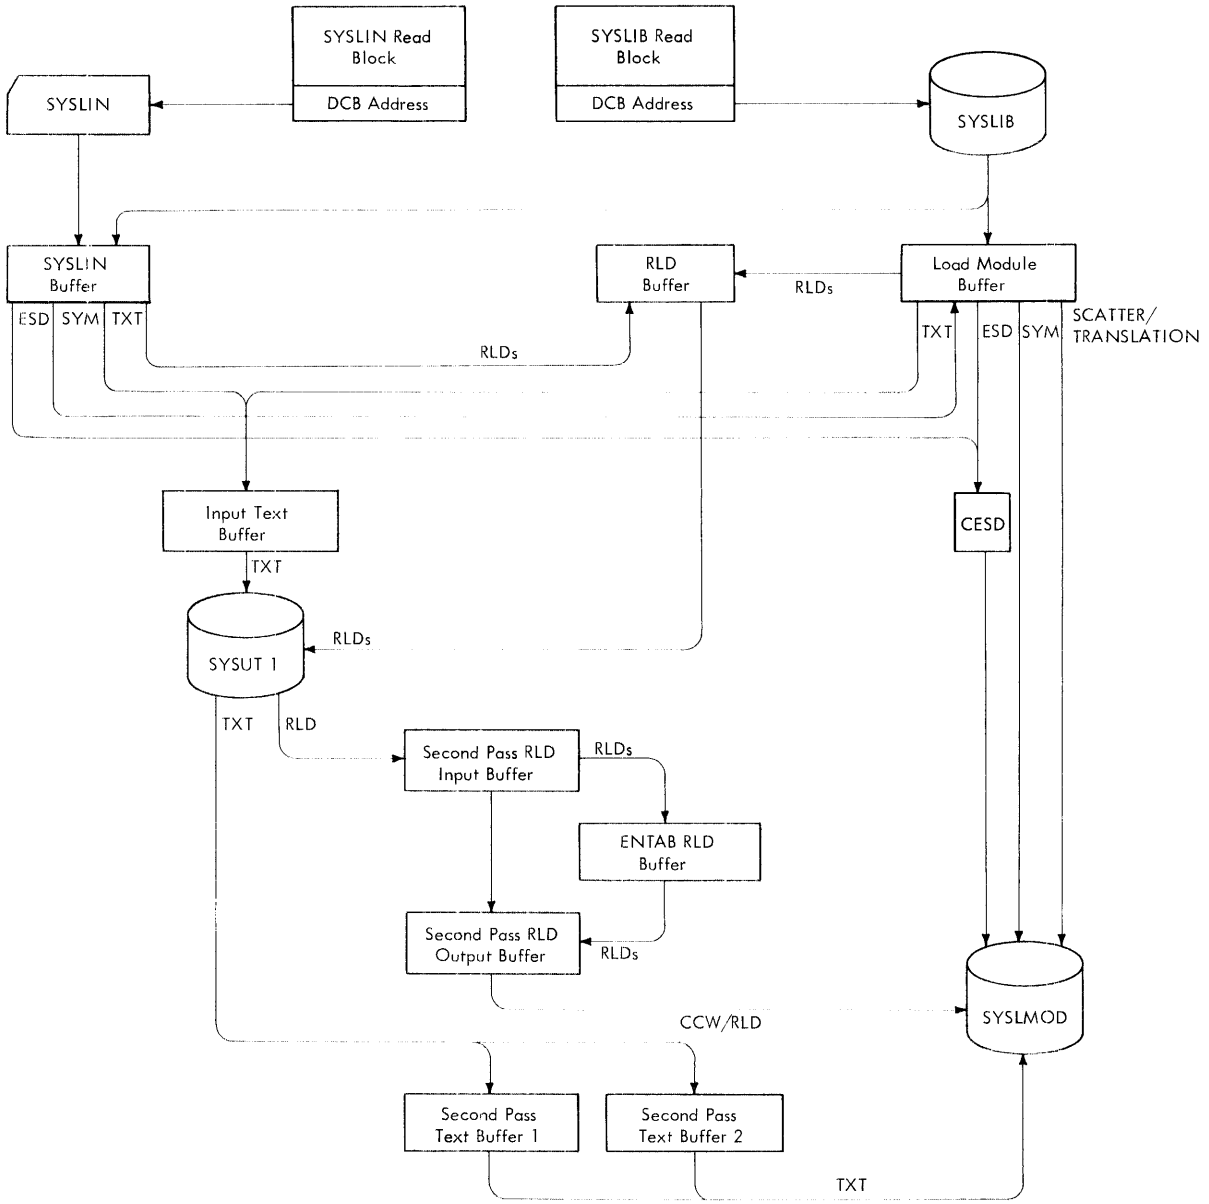 SYSLIN Read
Block
DCB Address
SYSLIB Read
Block
DCB Address
SYSLIN
SYSLIB
SYSLIN
Buffer
RLD
Buffer
RLDs
Load Module
Buffer
ESD
SYM
TXT
RLDs
TXT
ESD
SYM
SCATTER/
TRANSLATION
Input Text
Buffer
CESD
TXT
SYSUT 1
RLDs
TXT
RLD
Second Pass RLD
Input Buffer
RLDs
ENTAB RLD
Buffer
Second Pass RLD
Output Buffer
RLDs
CCW/RLD
SYSLMOD
Second Pass
Text Buffer 1
Second Pass
Text Buffer 2
TXT